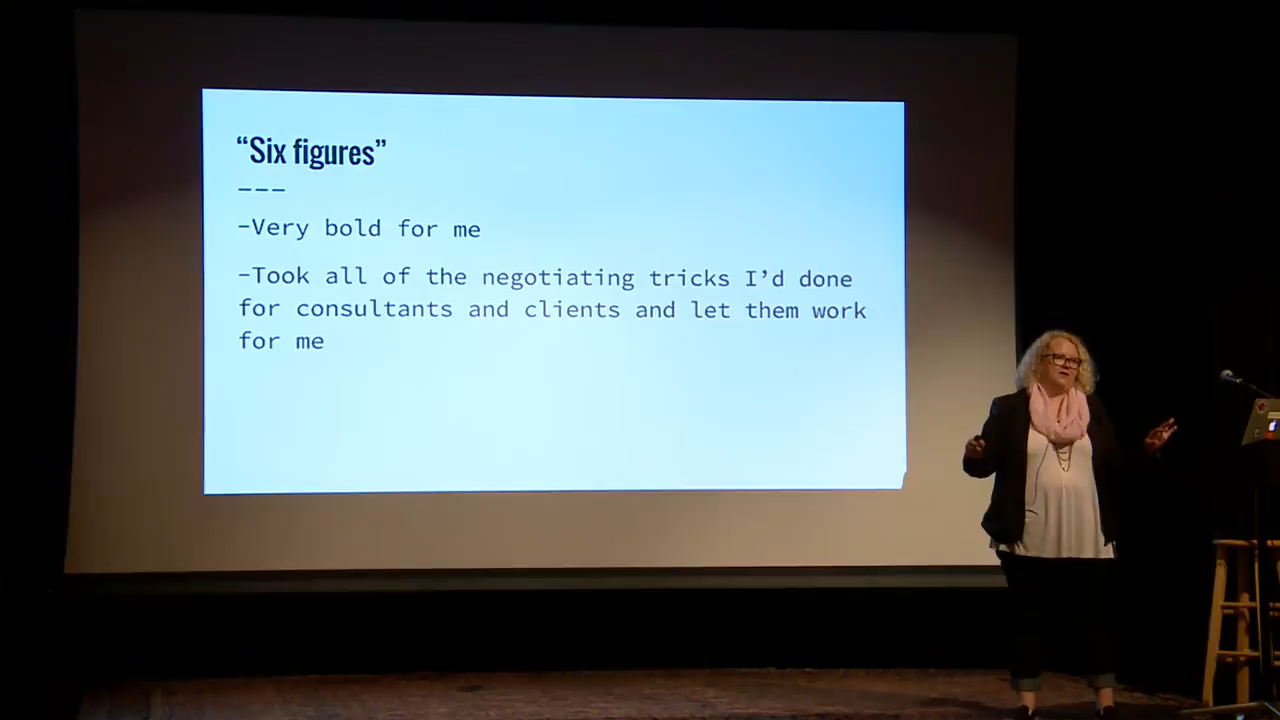 “Six figures”
---
-Very bold for me
-Took all of the negotiating tricks I’d done
for consultants and clients and let them work
for me